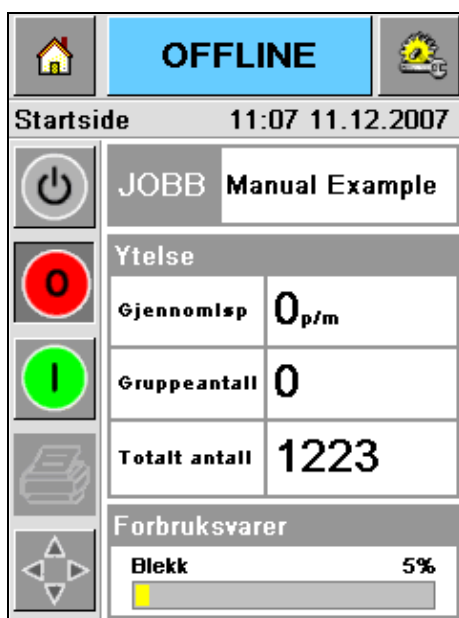 OFFLINE
Startside 11:07 11.12.2007
JOBB Manual Example
Ytelse
Gjennomløp 0p/m
Gruppeantall 0
Totalt antall 1223
Forbruksvarer
Blekk 5%